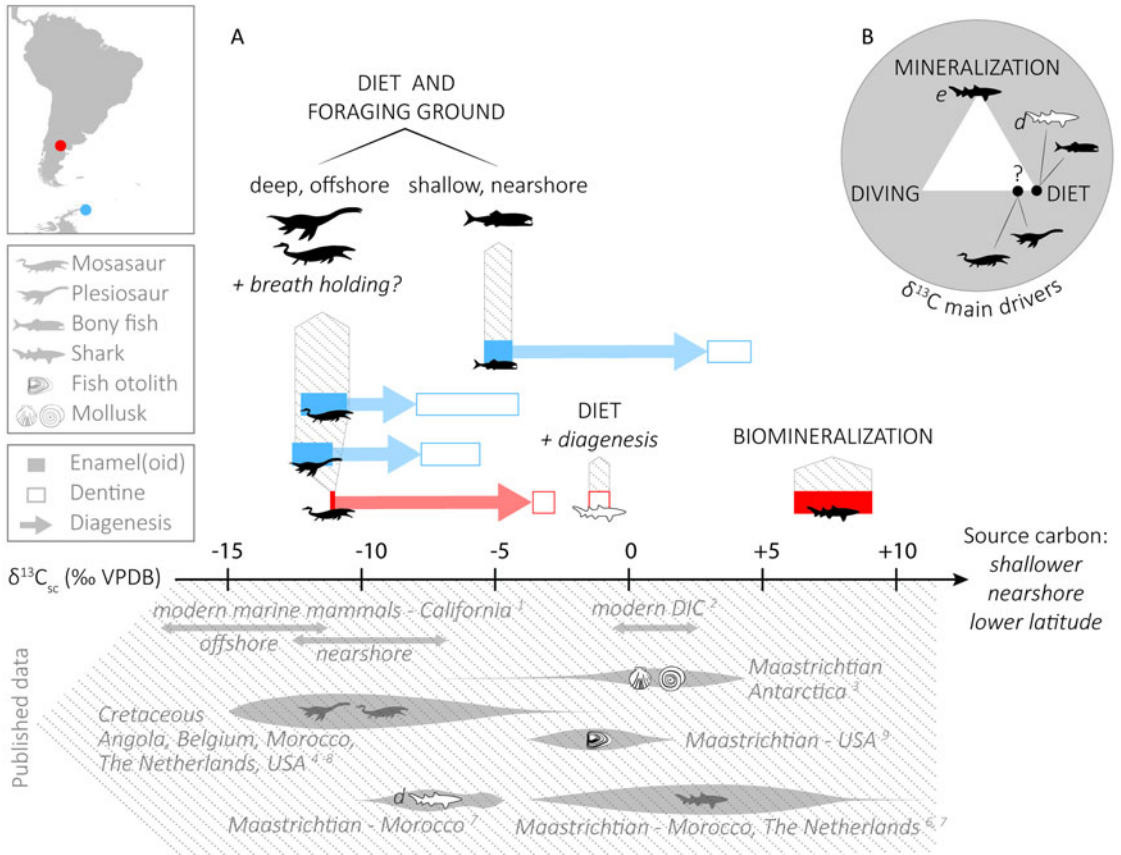 A
B
DIET AND
FORAGING GROUND
deep, offshore
shallow, nearshore
+ breath holding?
MINERALIZATION
e
d
?
DIVING
DIET
δ¹³C main drivers
Mosasaur
Plesiosaur
Bony fish
Shark
Fish otolith
Mollusk
Enamel(oid)
Dentine
Diagenesis
DIET
+ diagenesis
BIOMINERALIZATION
-15
-10
-5
0
+5
+10
δ¹³Csc (‰ VPDB)
Source carbon:
shallower
nearshore
lower latitude
Published data
modern marine mammals - California ¹
offshore
nearshore
modern DIC ²
Maastrichtian
Antarctica ³
Cretaceous
Angola, Belgium, Morocco,
The Netherlands, USA ⁴⁻⁸
Maastrichtian - USA ⁹
d
Maastrichtian - Morocco ⁷
Maastrichtian - Morocco, The Netherlands ⁶,⁷